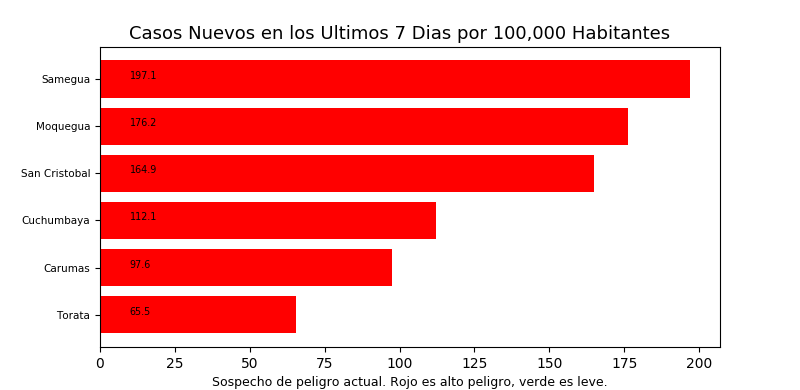 Casos Nuevos en los Ultimos 7 Dias por 100,000 Habitantes
Samegua 197.1
Moquegua 176.2
San Cristobal 164.9
Cuchumbaya 112.1
Carumas 97.6
Torata 65.5
0 25 50 75 100 125 150 175 200
Sospecho de peligro actual. Rojo es alto peligro, verde es leve.